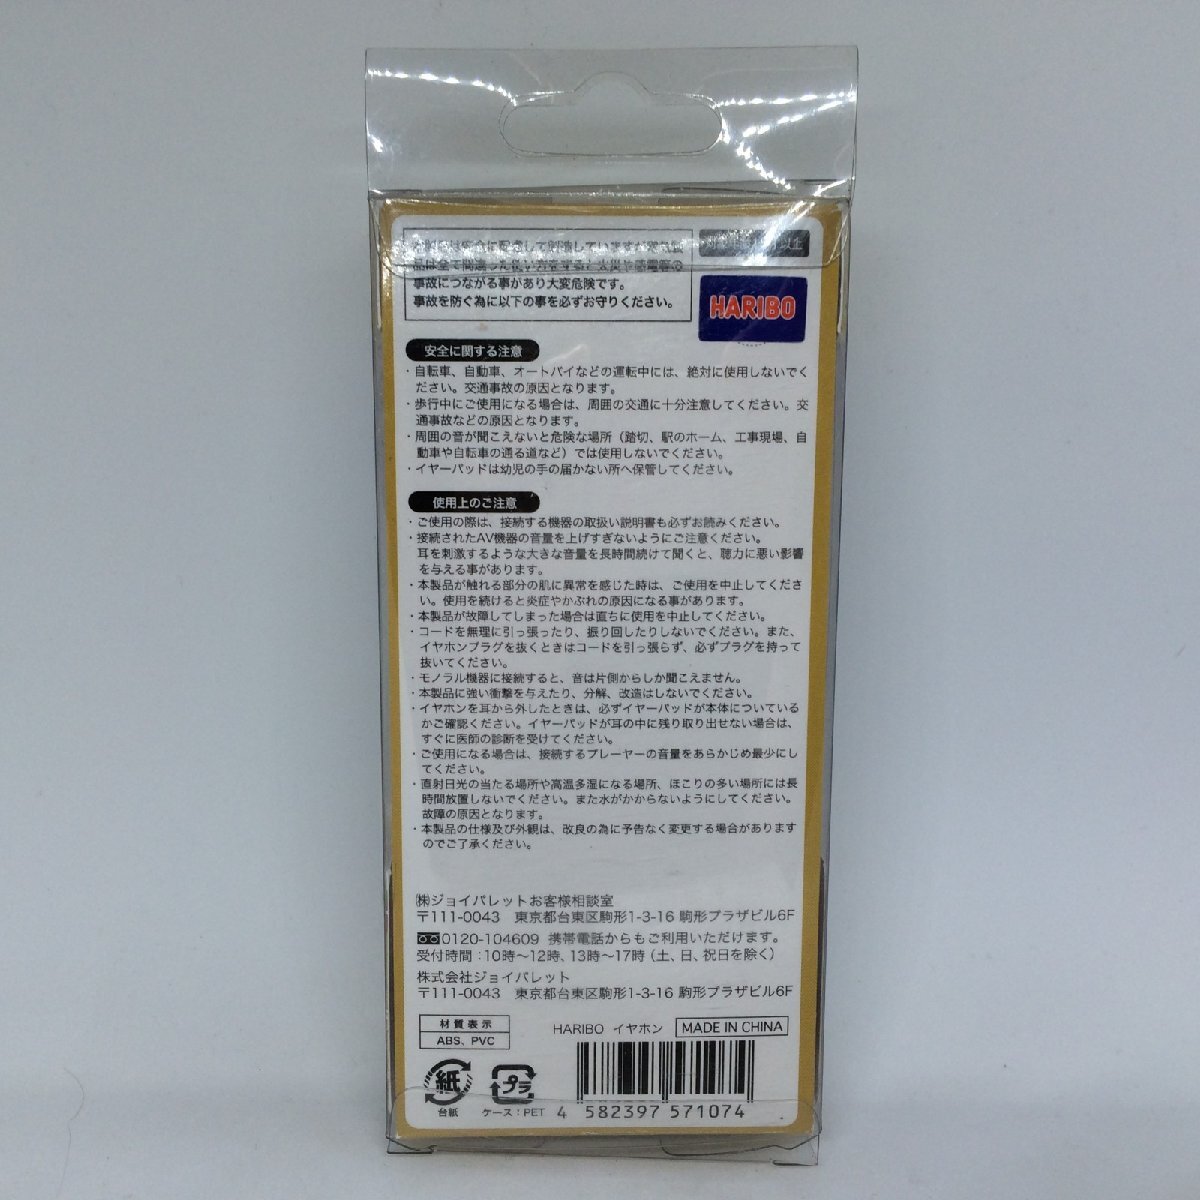 事故につながる事があり大変危険です。
事故を防ぐ為に以下の事を必ずお守りください。
HARIBO
安全に関する注意
・自転車、自動車、オートバイなどの運転中には、絶対に使用しないでく
ださい。交通事故の原因となります。
・歩行中にご使用になる場合は、周囲の交通に十分注意してください。交
通事故などの原因となります。
・周囲の音が聞こえないと危険な場所（踏切、駅のホーム、工事現場、自
動車や自転車の通る道など）では使用しないでください。
・イヤーパッドは幼児の手の届かない所へ保管してください。
使用上のご注意
・ご使用の際は、接続する機器の取扱い説明書も必ずお読みください。
・接続されたAV機器の音量を上げすぎないようにご注意ください。
耳を刺激するような大きな音量を長時間続けて聞くと、聴力に悪い影響
を与える事があります。
・本製品が触れる部分の肌に異常を感じた時は、ご使用を中止してくださ
い。使用を続けると炎症やかぶれの原因になる事があります。
・本製品が故障してしまった場合は直ちに使用を中止してください。
・コードを無理に引っ張ったり、振り回したりしないでください。また、
イヤホンプラグを抜くときはコードを引っ張らず、必ずプラグを持って
抜いてください。
・モノラル機器に接続すると、音は片側からしか聞こえません。
・本製品に強い衝撃を与えたり、分解、改造はしないでください。
・イヤホンを耳から外したときは、必ずイヤーパッドが本体についている
かご確認ください。イヤーパッドが耳の中に残り取り出せない場合は、
すぐに医師の診断を受けてください。
・ご使用になる場合は、接続するプレーヤーの音量をあらかじめ最少にし
てください。
・直射日光の当たる場所や高温多湿になる場所、ほこりの多い場所には長
時間放置しないでください。また水がかからないようにしてください。
故障の原因となります。
・本製品の仕様及び外観は、改良の為に予告なく変更する場合があります
のでご了承ください。
㈱ジョイパレットお客様相談室
〒111-0043 東京都台東区駒形1-3-16 駒形プラザビル6F
0120-104609 携帯電話からもご利用いただけます。
受付時間：10時～12時、13時～17時（土、日、祝日を除く）
株式会社ジョイパレット
〒111-0043 東京都台東区駒形1-3-16 駒形プラザビル6F
材質表示
ABS、PVC
HARIBO イヤホン
MADE IN CHINA
紙
台紙
プラ
ケース：PET
4 582397 571074